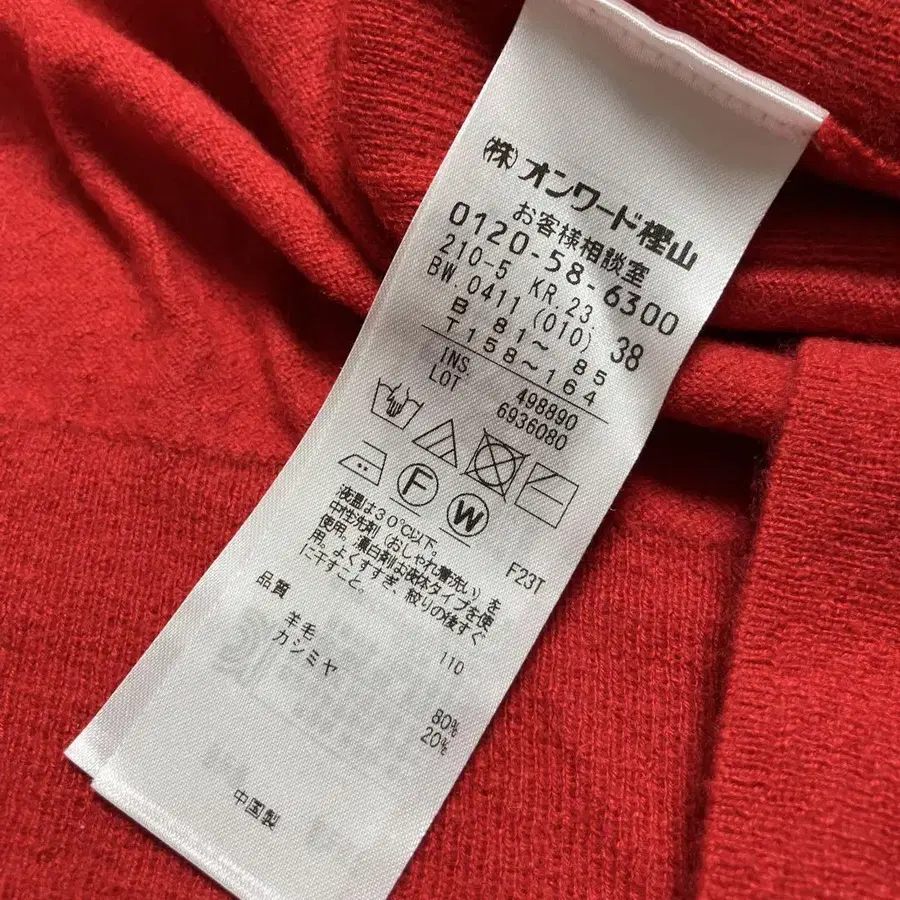 (株)オンワード樫山
お客様相談室
0120-58-6300
210-5 KR.23.
BW.0411(010) 38
B 81～ 85
T158～164
INS 498890
LOT 6936080
F W
液温は30℃以下。 F23T
中性洗剤(おしゃれ着洗い)を
使用。漂白剤は液体タイプを使
用。よくすすぎ、絞りの後すぐ
に干すこと。
110
品質
羊毛 80%
カシミヤ 20%
中国製